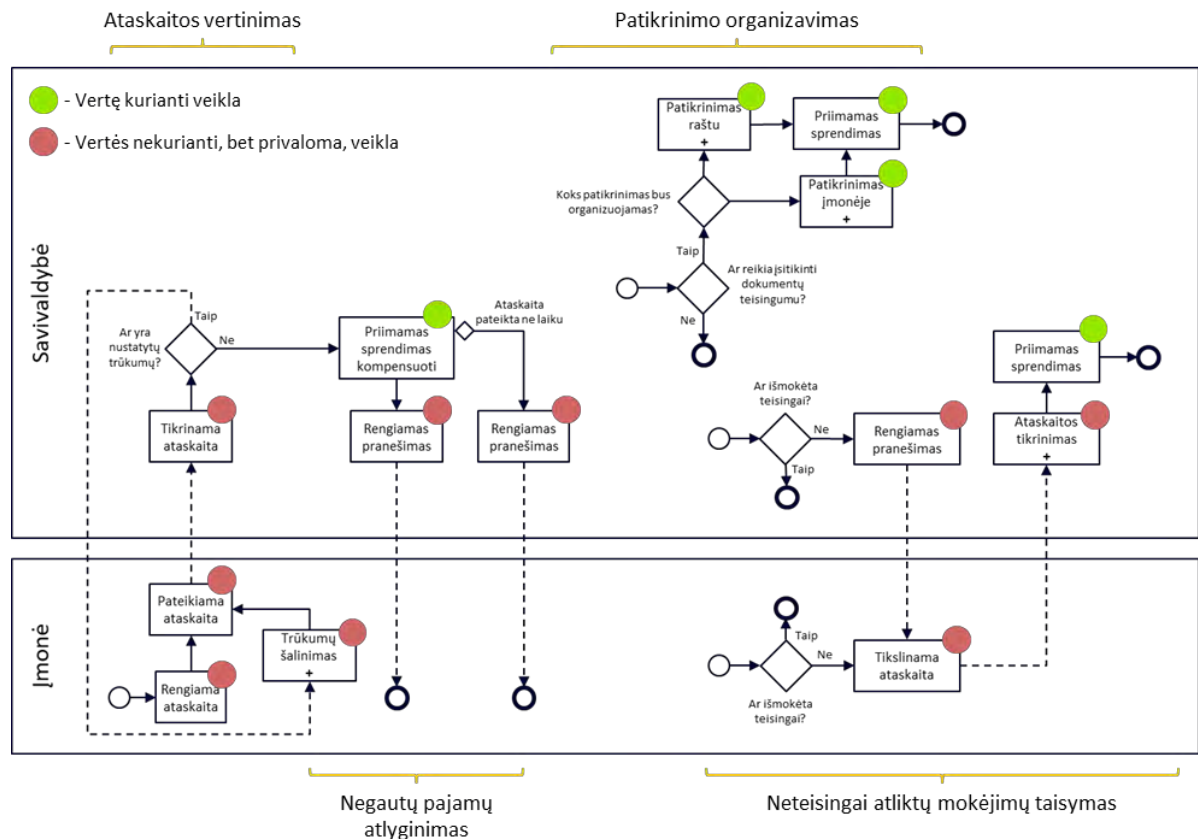 Ataskaitos vertinimas
Patikrinimo organizavimas
- Vertę kurianti veikla
- Vertės nekurianti, bet privaloma, veikla
Savivaldybė
Patikrinimas
raštu
+
Priimamas
sprendimas
Koks patikrinimas bus
organizuojamas?
Patikrinimas
įmonėje
+
Taip
Ar reikia įsitikinti
dokumentų
teisingumu?
Ne
Taip
Ar yra
nustatytų
trūkumų?
Ne
Priimamas
sprendimas
kompensuoti
Ataskaita
pateikta ne laiku
Tikrinama
ataskaita
Rengiamas
pranešimas
Rengiamas
pranešimas
Ar išmokėta
teisingai?
Ne
Taip
Rengiamas
pranešimas
Priimamas
sprendimas
Ataskaitos
tikrinimas
+
Įmonė
Pateikiama
ataskaita
Rengiama
ataskaita
Trūkumų
šalinimas
+
Taip
Ne
Ar išmokėta
teisingai?
Tikslinama
ataskaita
Negautų pajamų
atlyginimas
Neteisingai atliktų mokėjimų taisymas